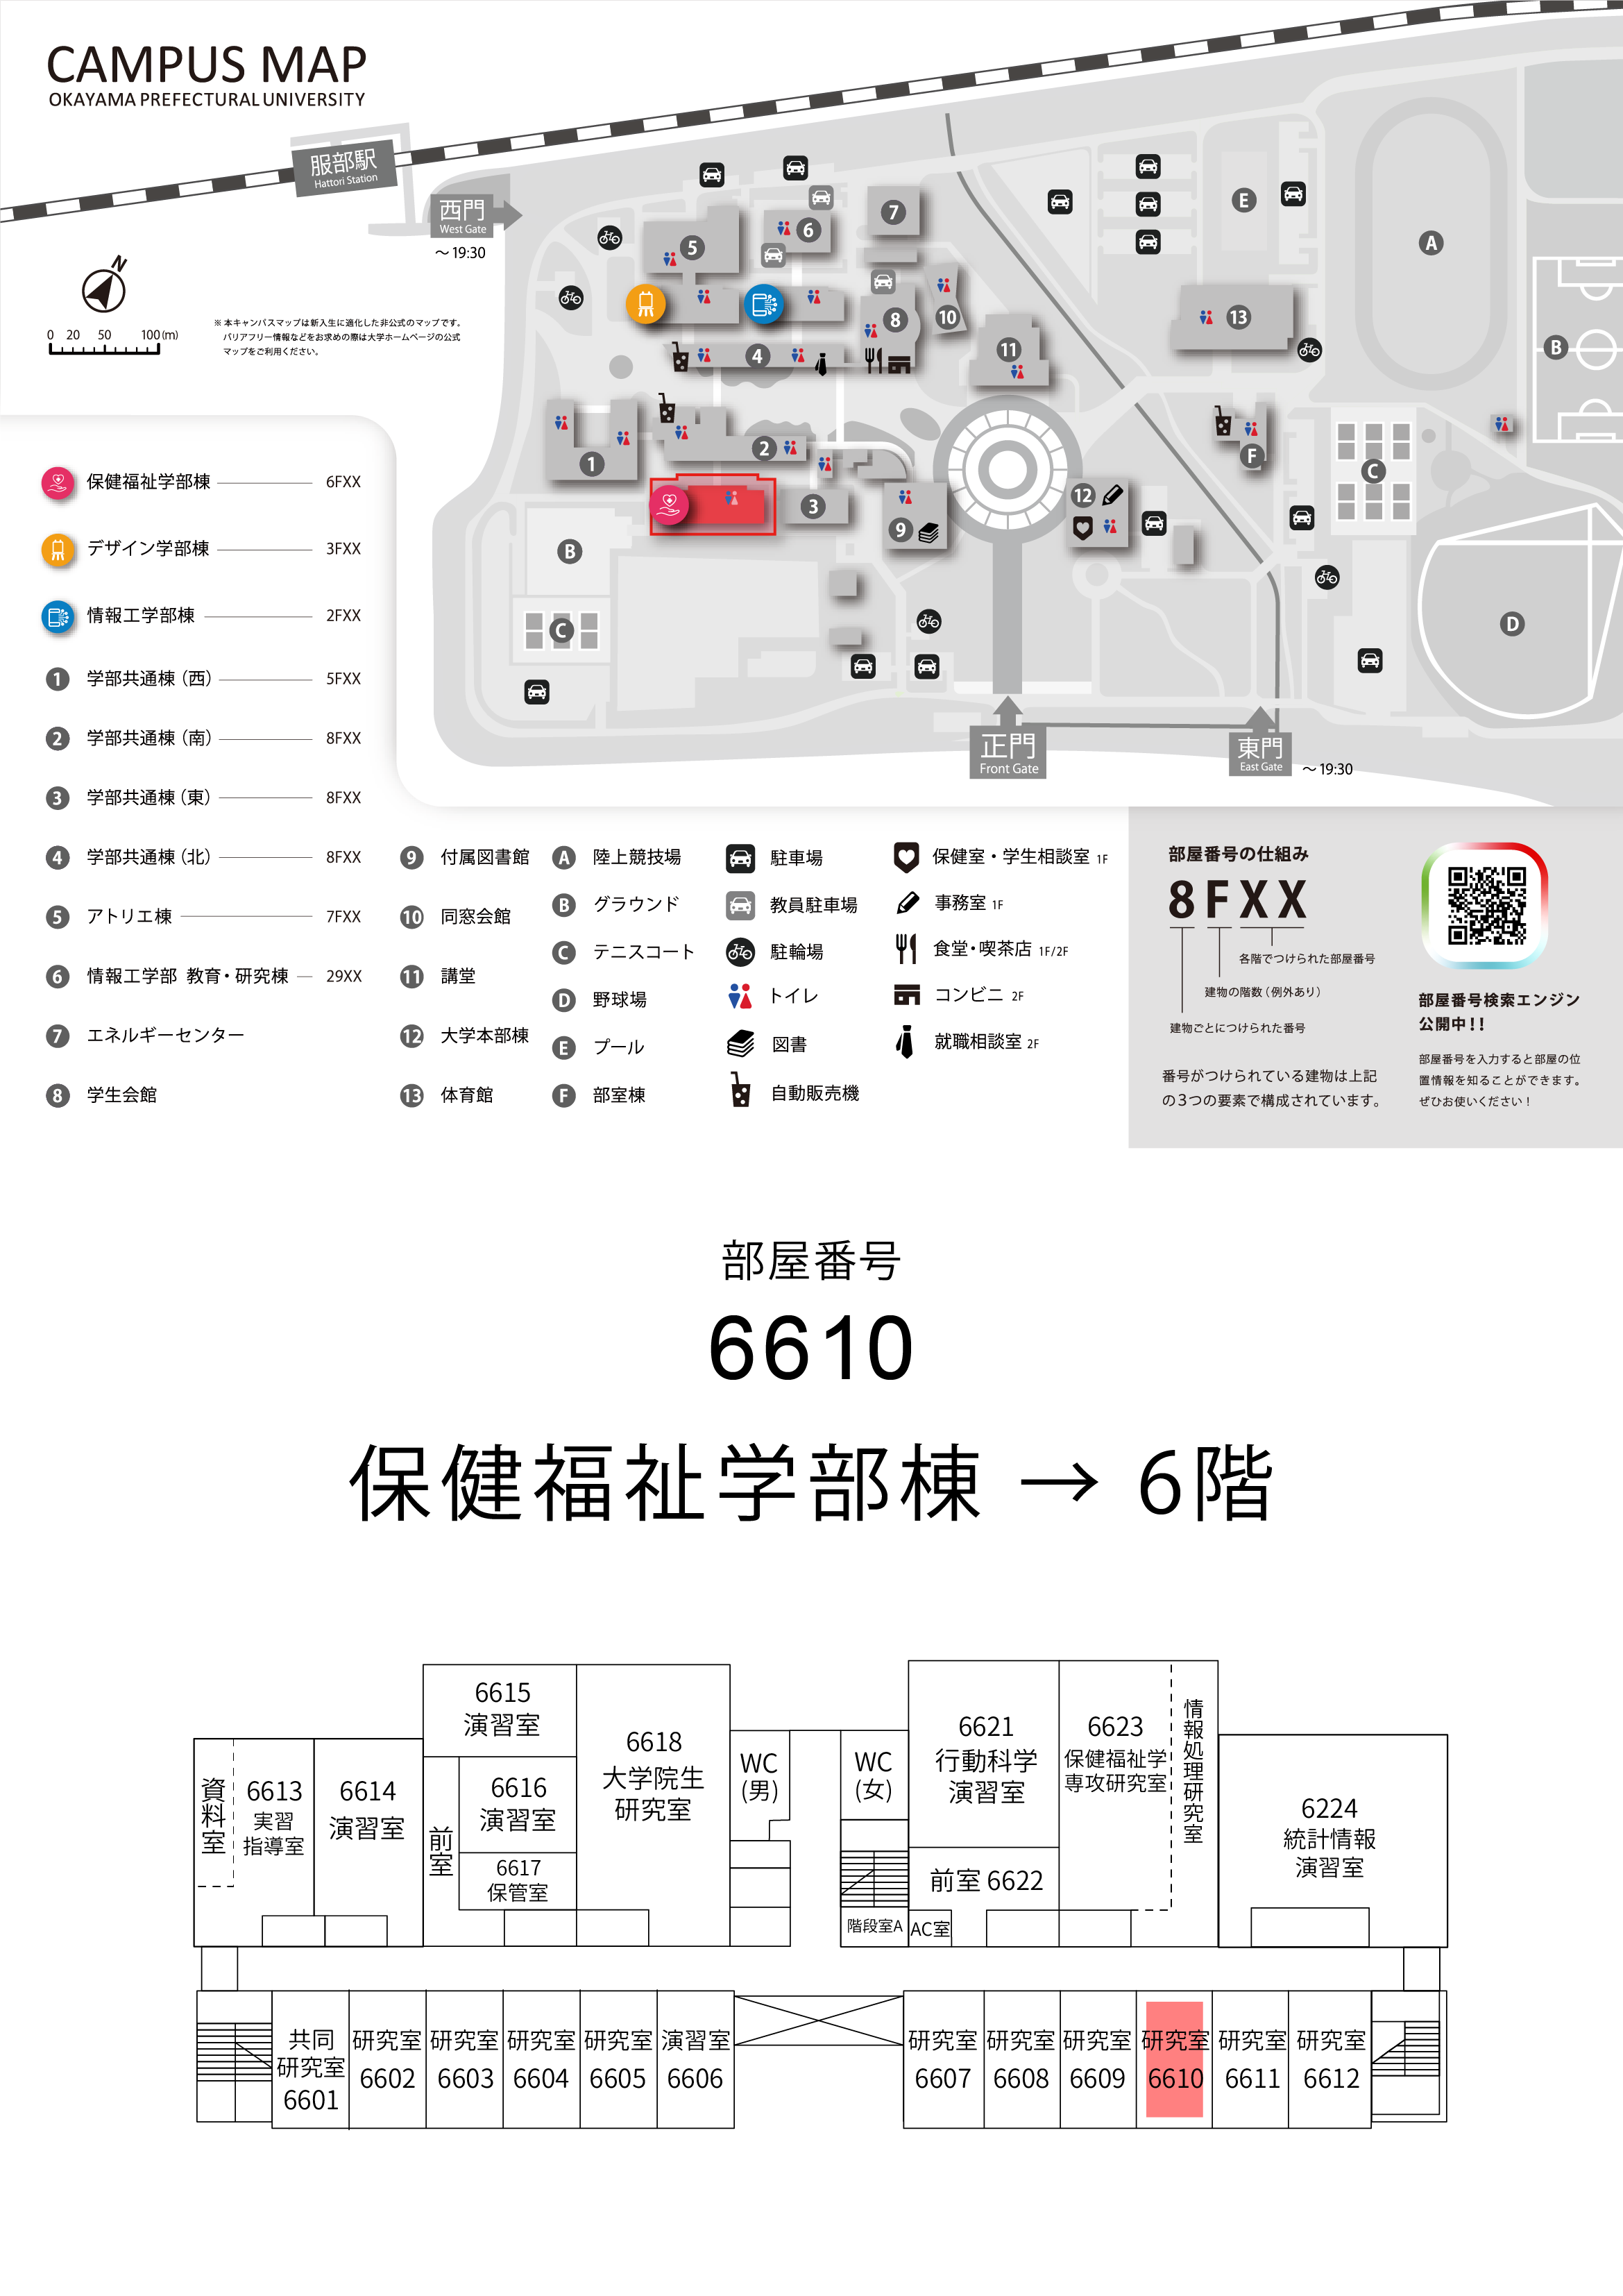 CAMPUS MAP
OKAYAMA PREFECTURAL UNIVERSITY
服部駅
Hattori Station
西門
West Gate
～19:30
N
0 20 50 100(m)
※ 本キャンパスマップは新入生に適化した非公式のマップです。
バリアフリー情報などをお求めの際は大学ホームページの公式
マップをご利用ください。
5
6
7
E
A
8
10
13
4
11
B
1
2
F
C
3
9
12
B
C
D
正門
Front Gate
東門
East Gate
～19:30
保健福祉学部棟 6FXX
デザイン学部棟 3FXX
情報工学部棟 2FXX
1 学部共通棟（西） 5FXX
2 学部共通棟（南） 8FXX
3 学部共通棟（東） 8FXX
4 学部共通棟（北） 8FXX
5 アトリエ棟 7FXX
6 情報工学部 教育・研究棟 29XX
7 エネルギーセンター
8 学生会館
9 付属図書館
10 同窓会館
11 講堂
12 大学本部棟
13 体育館
A 陸上競技場
B グラウンド
C テニスコート
D 野球場
E プール
F 部室棟
駐車場
教員駐車場
駐輪場
トイレ
図書
自動販売機
保健室・学生相談室 1F
事務室 1F
食堂・喫茶店 1F/2F
コンビニ 2F
就職相談室 2F
部屋番号の仕組み
8FXX
各階でつけられた部屋番号
建物の階数（例外あり）
建物ごとにつけられた番号
番号がつけられている建物は上記
の3つの要素で構成されています。
部屋番号検索エンジン
公開中！！
部屋番号を入力すると部屋の位
置情報を知ることができます。
ぜひお使いください！
部屋番号
6610
保健福祉学部棟 → 6階
資料室
6613
実習
指導室
6614
演習室
6615
演習室
前室
6616
演習室
6617
保管室
6618
大学院生
研究室
WC
(男)
WC
(女)
階段室A
AC室
6621
行動科学
演習室
前室 6622
6623
保健福祉学
専攻研究室
情報処理研究室
6224
統計情報
演習室
共同
研究室
6601
研究室
6602
研究室
6603
研究室
6604
研究室
6605
演習室
6606
研究室
6607
研究室
6608
研究室
6609
研究室
6610
研究室
6611
研究室
6612